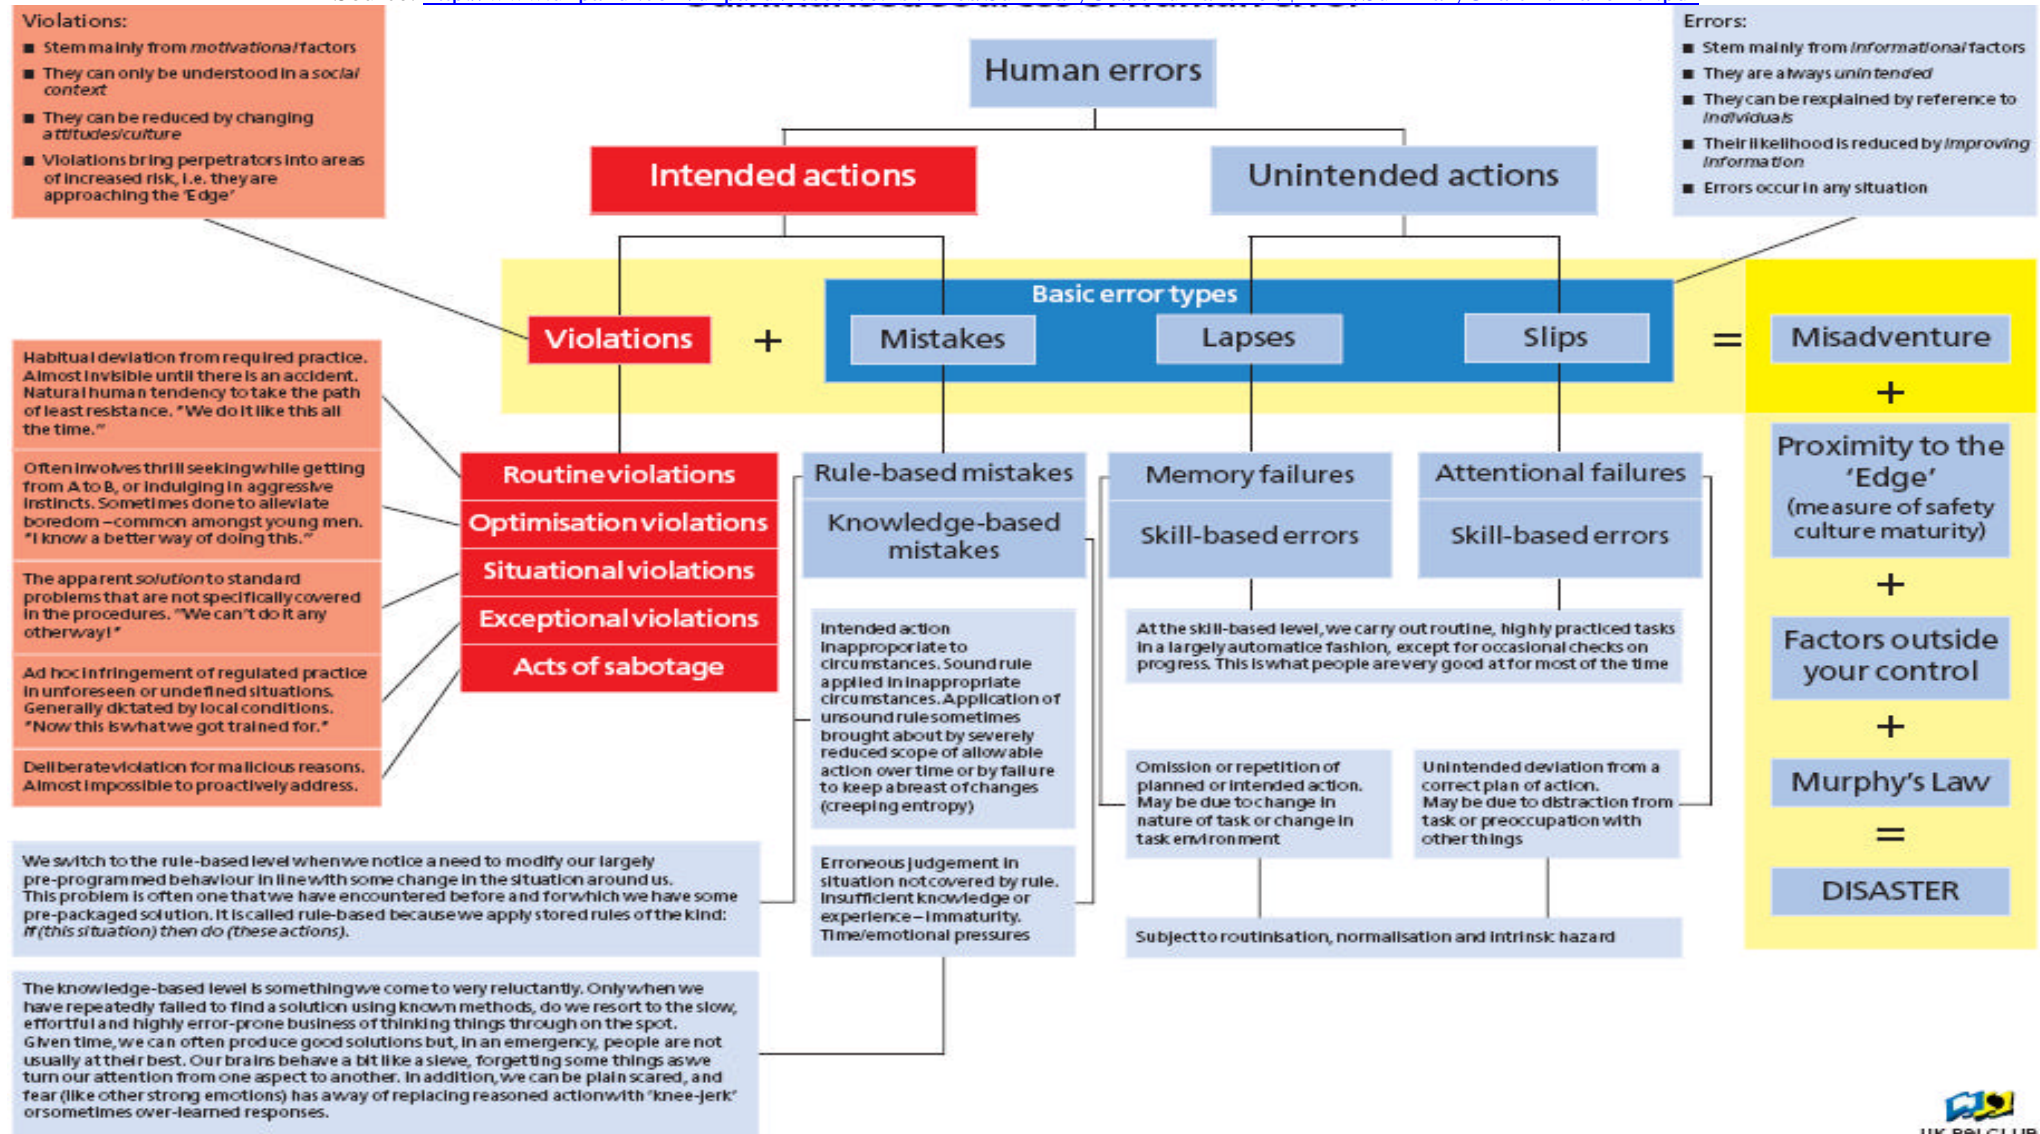 Violations:
■ Stem mainly from motivational factors
■ They can only be understood in a social
context
■ They can be reduced by changing
attitudes/culture
■ Violations bring perpetrators into areas
of increased risk, i.e. they are
approaching the 'Edge'
Human errors
Errors:
■ Stem mainly from informational factors
■ They are always unintended
■ They can be rexplained by reference to
individuals
■ Their likelihood is reduced by improving
information
■ Errors occur in any situation
Intended actions
Unintended actions
Basic error types
Violations
+
Mistakes
Lapses
Slips
=
Misadventure
+
Proximity to the
'Edge'
(measure of safety
culture maturity)
+
Factors outside
your control
+
Murphy's Law
=
DISASTER
Habitual deviation from required practice.
Almost invisible until there is an accident.
Natural human tendency to take the path
of least resistance. "We do it like this all
the time."
Often involves thrill seeking while getting
from A to B, or indulging in aggressive
instincts. Sometimes done to alleviate
boredom – common amongst young men.
"I know a better way of doing this."
The apparent solution to standard
problems that are not specifically covered
in the procedures. "We can't do it any
other way!"
Ad hoc infringement of regulated practice
in unforeseen or undefined situations.
Generally dictated by local conditions.
"Now this is what we got trained for."
Deliberate violation for malicious reasons.
Almost impossible to proactively address.
Routine violations
Optimisation violations
Situational violations
Exceptional violations
Acts of sabotage
Rule-based mistakes
Knowledge-based
mistakes
Memory failures
Skill-based errors
Attentional failures
Skill-based errors
Intended action
inapproporiate to
circumstances. Sound rule
applied in inappropriate
circumstances. Application of
unsound rule sometimes
brought about by severely
reduced scope of allowable
action over time or by failure
to keep abreast of changes
(creeping entropy)
Erroneous judgement in
situation not covered by rule.
Insufficient knowledge or
experience – immaturity.
Time/emotional pressures
At the skill-based level, we carry out routine, highly practiced tasks
in a largely automatice fashion, except for occasional checks on
progress. This is what people are very good at for most of the time
Omission or repetition of
planned or intended action.
May be due to change in
nature of task or change in
task environment
Unintended deviation from a
correct plan of action.
May be due to distraction from
task or preoccupation with
other things
Subject to routinisation, normalisation and intrinsic hazard
We switch to the rule-based level when we notice a need to modify our largely
pre-programmed behaviour in line with some change in the situation around us.
This problem is often one that we have encountered before and for which we have some
pre-packaged solution. It is called rule-based because we apply stored rules of the kind:
if (this situation) then do (these actions).
The knowledge-based level is something we come to very reluctantly. Only when we
have repeatedly failed to find a solution using known methods, do we resort to the slow,
effortful and highly error-prone business of thinking things through on the spot.
Given time, we can often produce good solutions but, in an emergency, people are not
usually at their best. Our brains behave a bit like a sieve, forgetting some things as we
turn our attention from one aspect to another. In addition, we can be plain scared, and
fear (like other strong emotions) has a way of replacing reasoned action with 'knee-jerk'
or sometimes over-learned responses.
UK P&I CLUB